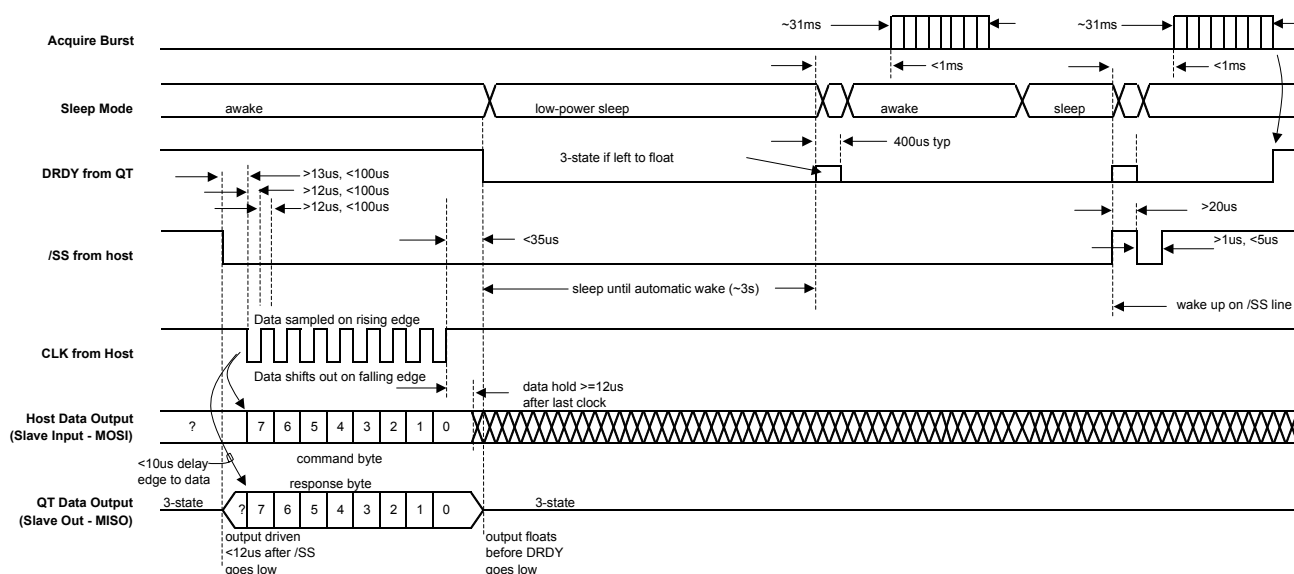 ~31ms
~31ms
Acquire Burst
<1ms
<1ms
Sleep Mode
awake
low-power sleep
awake
sleep
400us typ
3-state if left to float
DRDY from QT
>13us, <100us
>12us, <100us
>12us, <100us
>20us
/SS from host
<35us
>1us, <5us
sleep until automatic wake (~3s)
wake up on /SS line
Data sampled on rising edge
CLK from Host
Data shifts out on falling edge
data hold >=12us
after last clock
Host Data Output
(Slave Input - MOSI)
? 7 6 5 4 3 2 1 0
<10us delay
edge to data
command byte
response byte
QT Data Output
(Slave Out - MISO)
3-state
? 7 6 5 4 3 2 1 0
3-state
output driven
<12us after /SS
goes low
output floats
before DRDY
goes low